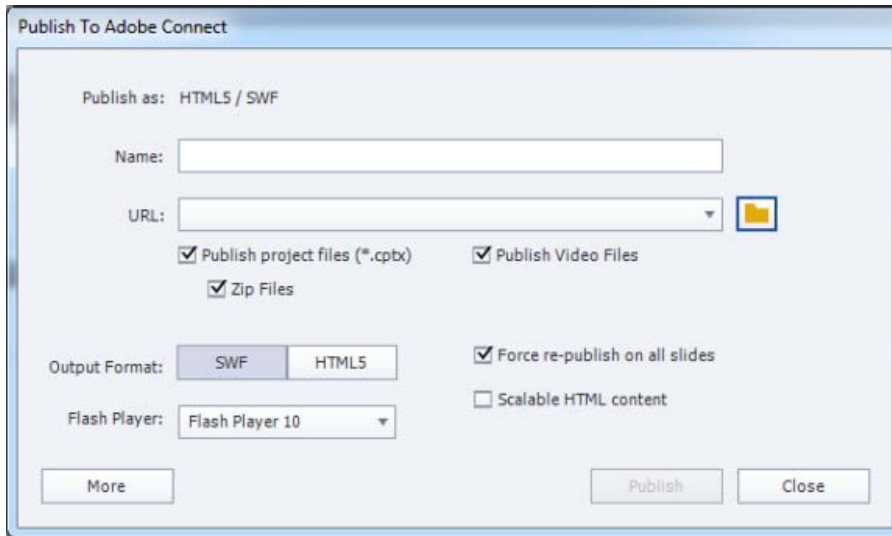 Publish To Adobe Connect
Publish as: HTML5 / SWF
Name:
URL:
Publish project files (*.cptx) Publish Video Files
Zip Files
Output Format: SWF HTML5 Force re-publish on all slides
Scalable HTML content
Flash Player: Flash Player 10
More Publish Close